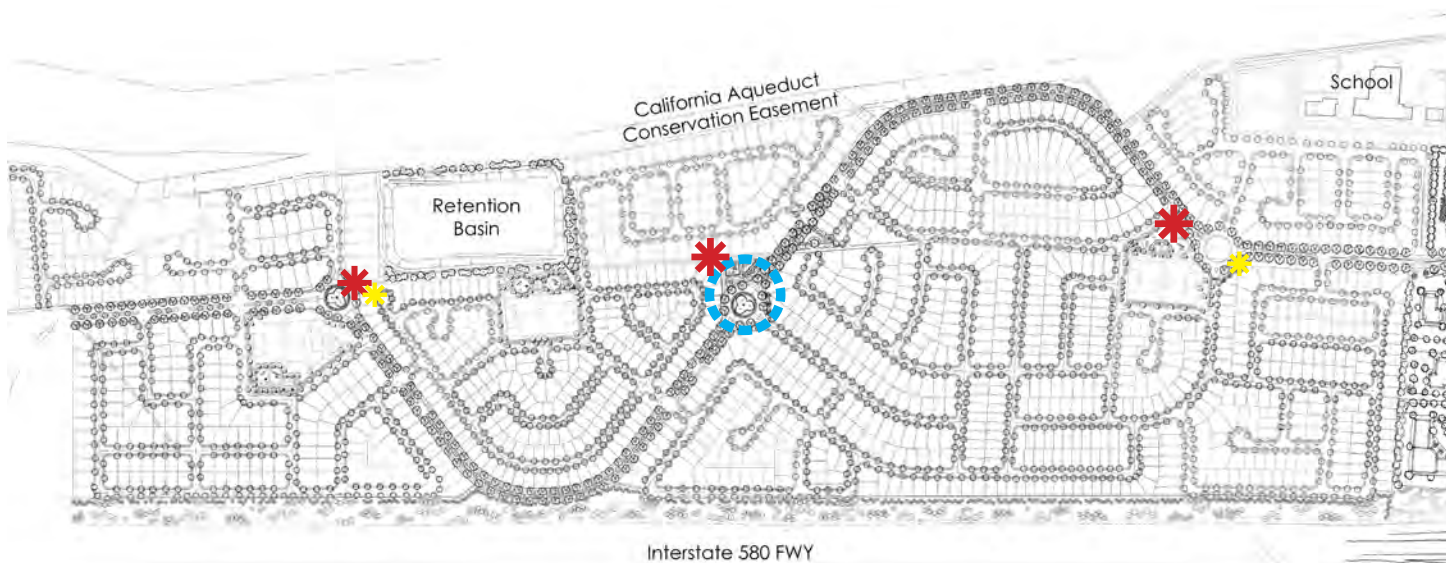 California Aqueduct
Conservation Easement
School
Retention
Basin
Interstate 580 FWY